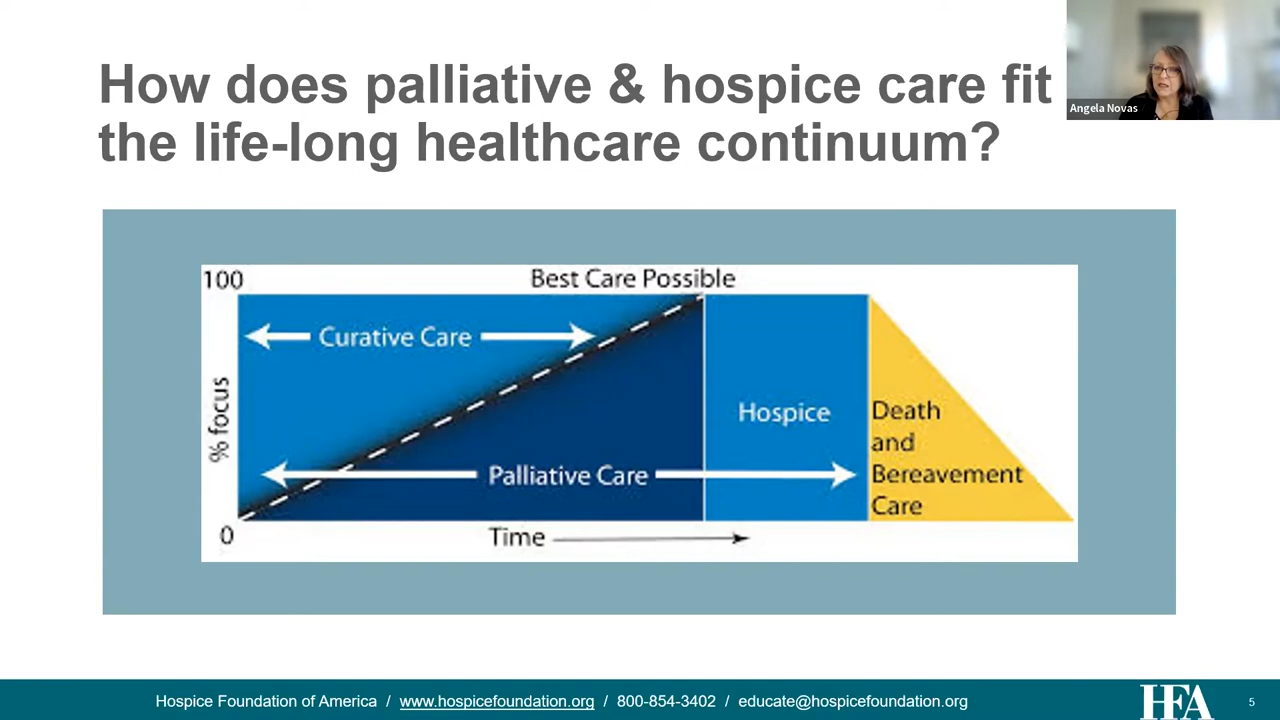 How does palliative & hospice care fit
the life-long healthcare continuum?
Angela Novas
100
Best Care Possible
Curative Care
% focus
Hospice
Death
and
Bereavement
Care
Palliative Care
0
Time
Hospice Foundation of America / www.hospicefoundation.org / 800-854-3402 / educate@hospicefoundation.org
HFA
5